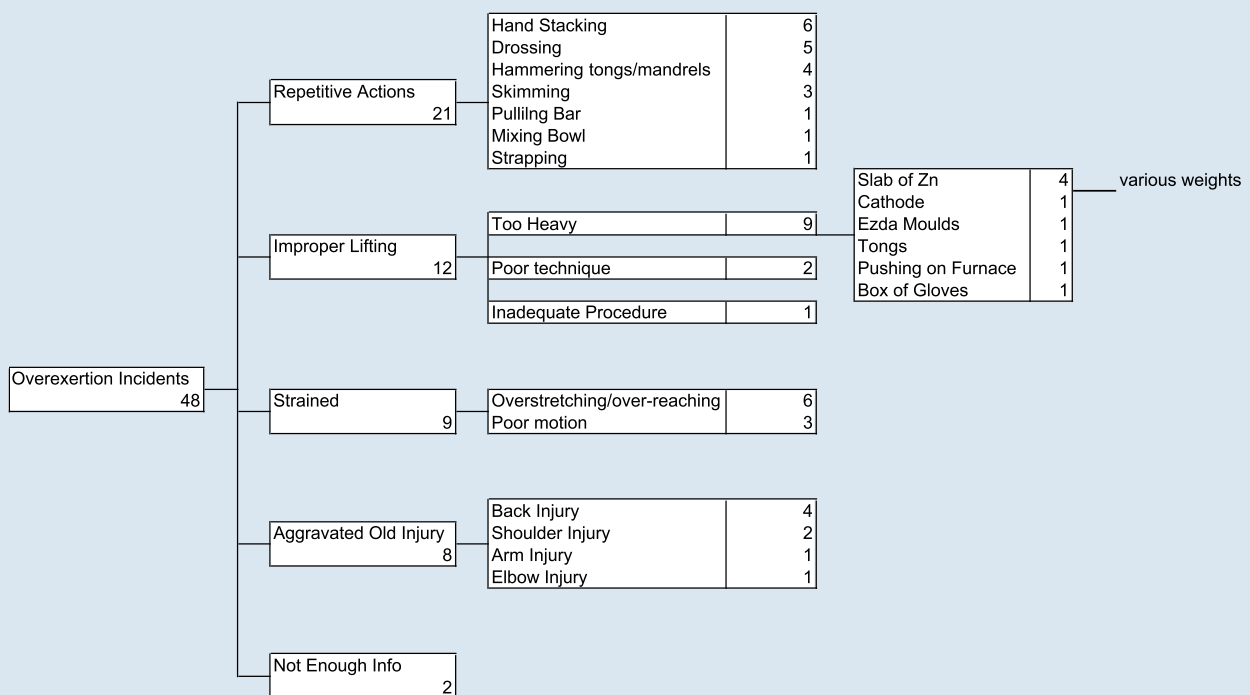 Overexertion Incidents
48
Repetitive Actions
21
Hand Stacking 6
Drossing 5
Hammering tongs/mandrels 4
Skimming 3
Pullilng Bar 1
Mixing Bowl 1
Strapping 1
Improper Lifting
12
Too Heavy 9
Poor technique 2
Inadequate Procedure 1
Slab of Zn 4
various weights
Cathode 1
Ezda Moulds 1
Tongs 1
Pushing on Furnace 1
Box of Gloves 1
Strained
9
Overstretching/over-reaching 6
Poor motion 3
Aggravated Old Injury
8
Back Injury 4
Shoulder Injury 2
Arm Injury 1
Elbow Injury 1
Not Enough Info
2